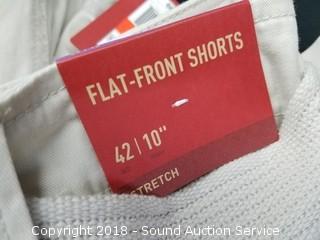 FLAT-FRONT SHORTS
42 | 10"
STRETCH
Copyright 2018 - Sound Auction Service